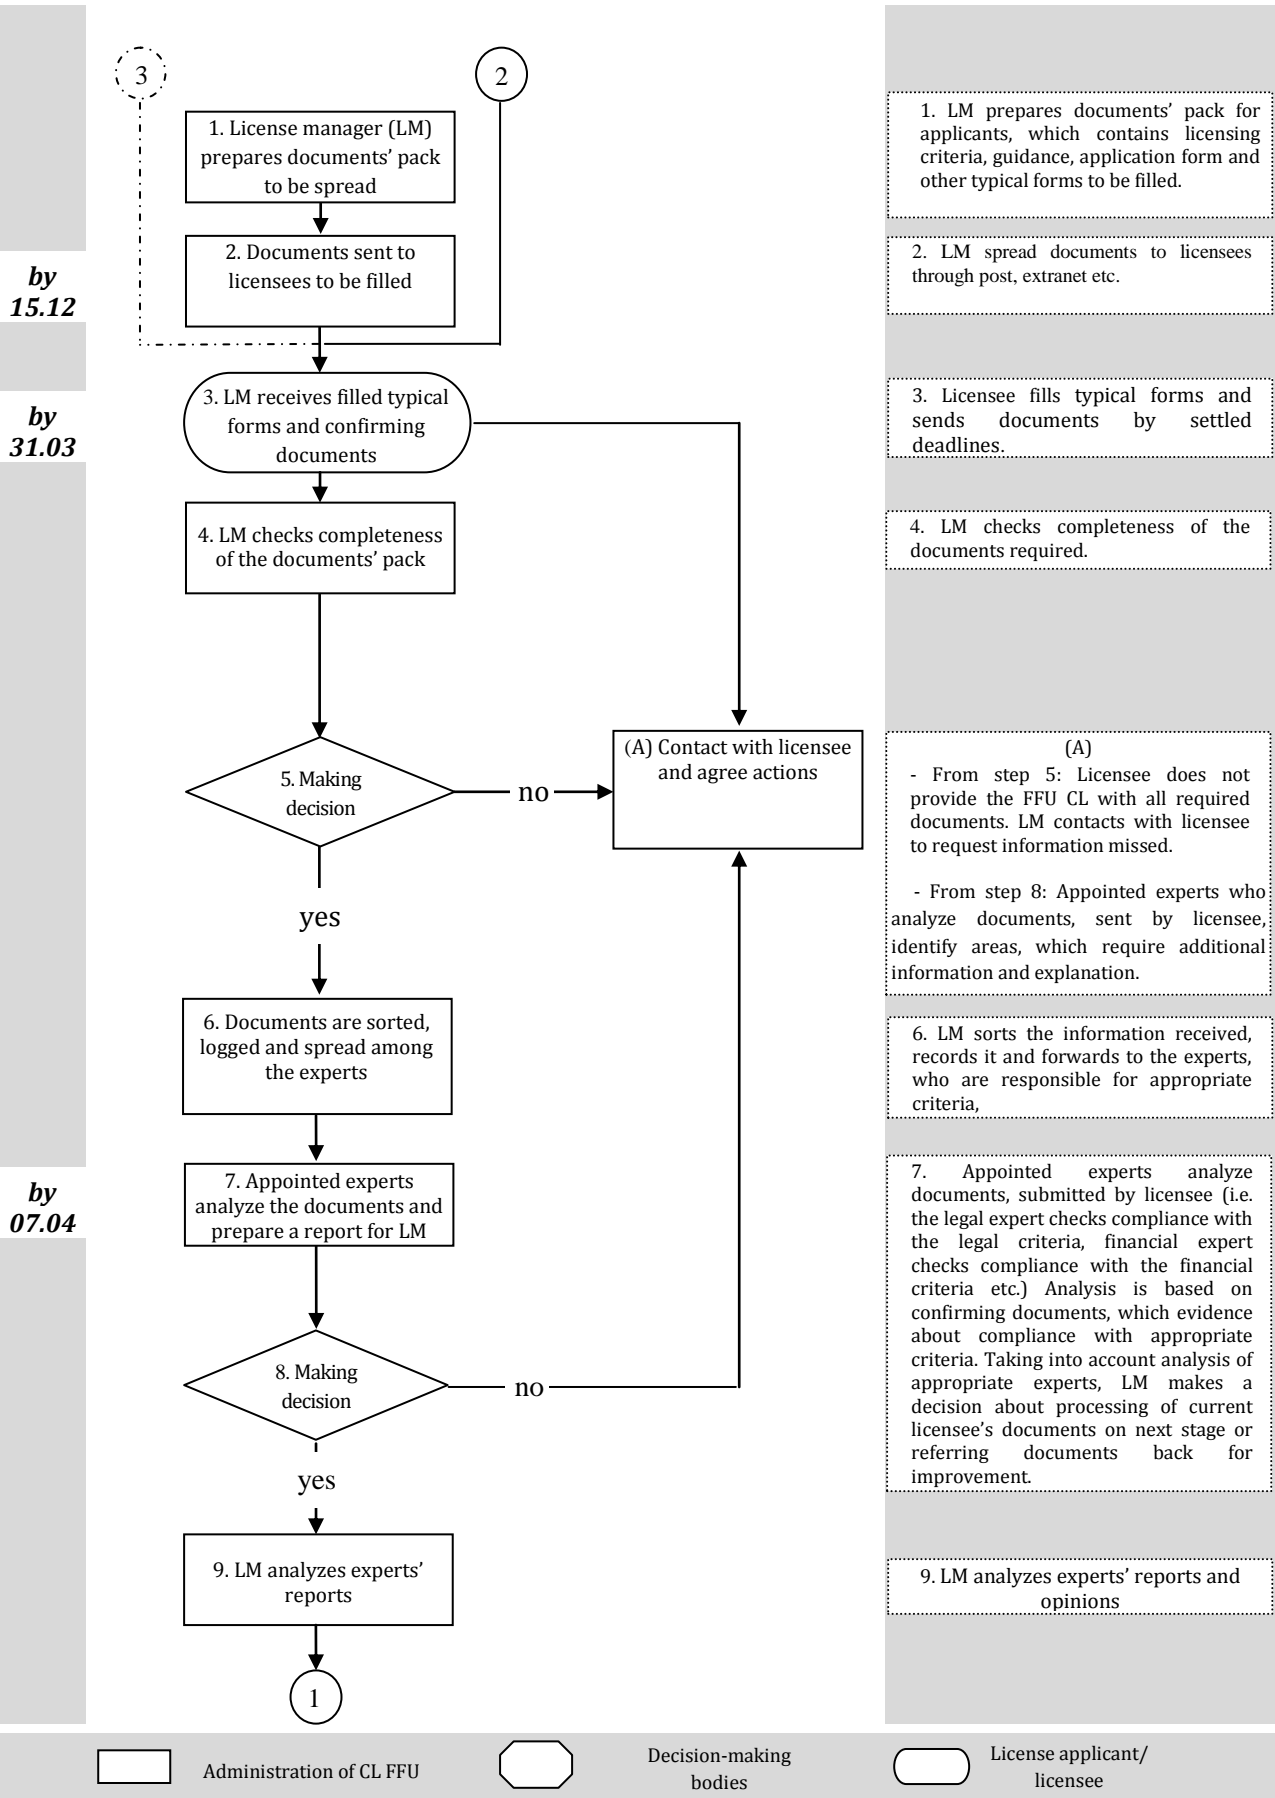 3
2
1. License manager (LM)
prepares documents’ pack
to be spread
1. LM prepares documents’ pack for
applicants, which contains licensing
criteria, guidance, application form and
other typical forms to be filled.
by
15.12
2. Documents sent to
licensees to be filled
2. LM spread documents to licensees
through post, extranet etc.
by
31.03
3. LM receives filled typical
forms and confirming
documents
3. Licensee fills typical forms and
sends documents by settled
deadlines.
4. LM checks completeness
of the documents’ pack
4. LM checks completeness of the
documents required.
5. Making
decision
no
(A) Contact with licensee
and agree actions
(A)
- From step 5: Licensee does not
provide the FFU CL with all required
documents. LM contacts with licensee
to request information missed.
- From step 8: Appointed experts who
analyze documents, sent by licensee,
identify areas, which require additional
information and explanation.
yes
6. Documents are sorted,
logged and spread among
the experts
6. LM sorts the information received,
records it and forwards to the experts,
who are responsible for appropriate
criteria,
by
07.04
7. Appointed experts
analyze the documents and
prepare a report for LM
7. Appointed experts analyze
documents, submitted by licensee (i.e.
the legal expert checks compliance with
the legal criteria, financial expert
checks compliance with the financial
criteria etc.) Analysis is based on
confirming documents, which evidence
about compliance with appropriate
criteria. Taking into account analysis of
appropriate experts, LM makes a
decision about processing of current
licensee’s documents on next stage or
referring documents back for
improvement.
8. Making
decision
no
yes
9. LM analyzes experts’
reports
9. LM analyzes experts’ reports and
opinions
1
Administration of CL FFU
Decision-making
bodies
License applicant/
licensee